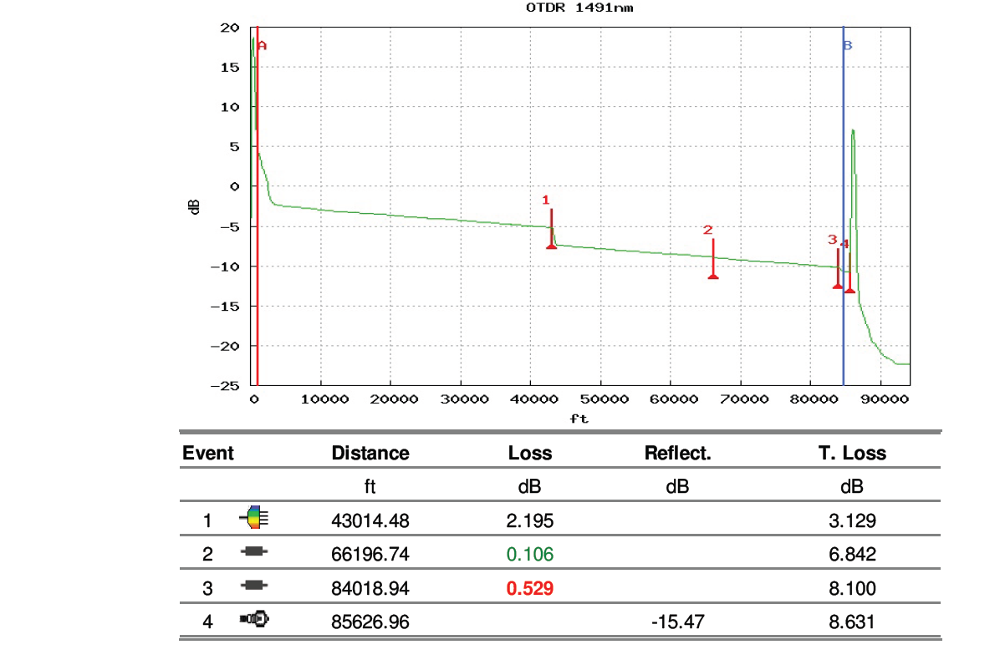 OTDR 1491nm
20
15
10
5
0
−5
−10
−15
−20
−25
dB
A
B
1
2
3
4
0 10000 20000 30000 40000 50000 60000 70000 80000 90000
ft
Event Distance Loss Reflect. T. Loss
ft dB dB dB
1 43014.48 2.195 3.129
2 66196.74 0.106 6.842
3 84018.94 0.529 8.100
4 85626.96 -15.47 8.631